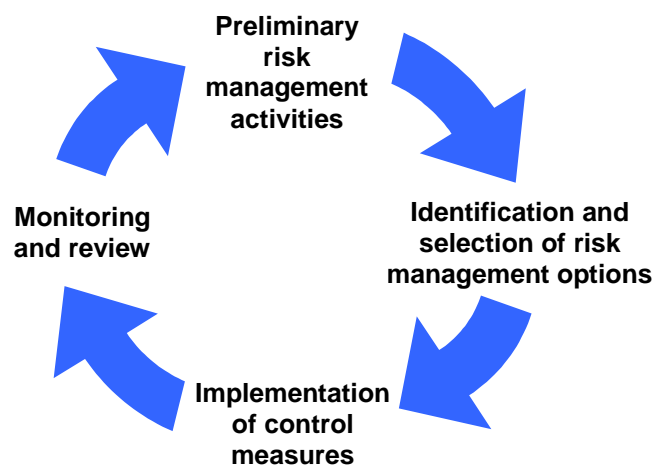 Preliminary
risk
management
activities
Identification and
selection of risk
management options
Implementation
of control
measures
Monitoring
and review